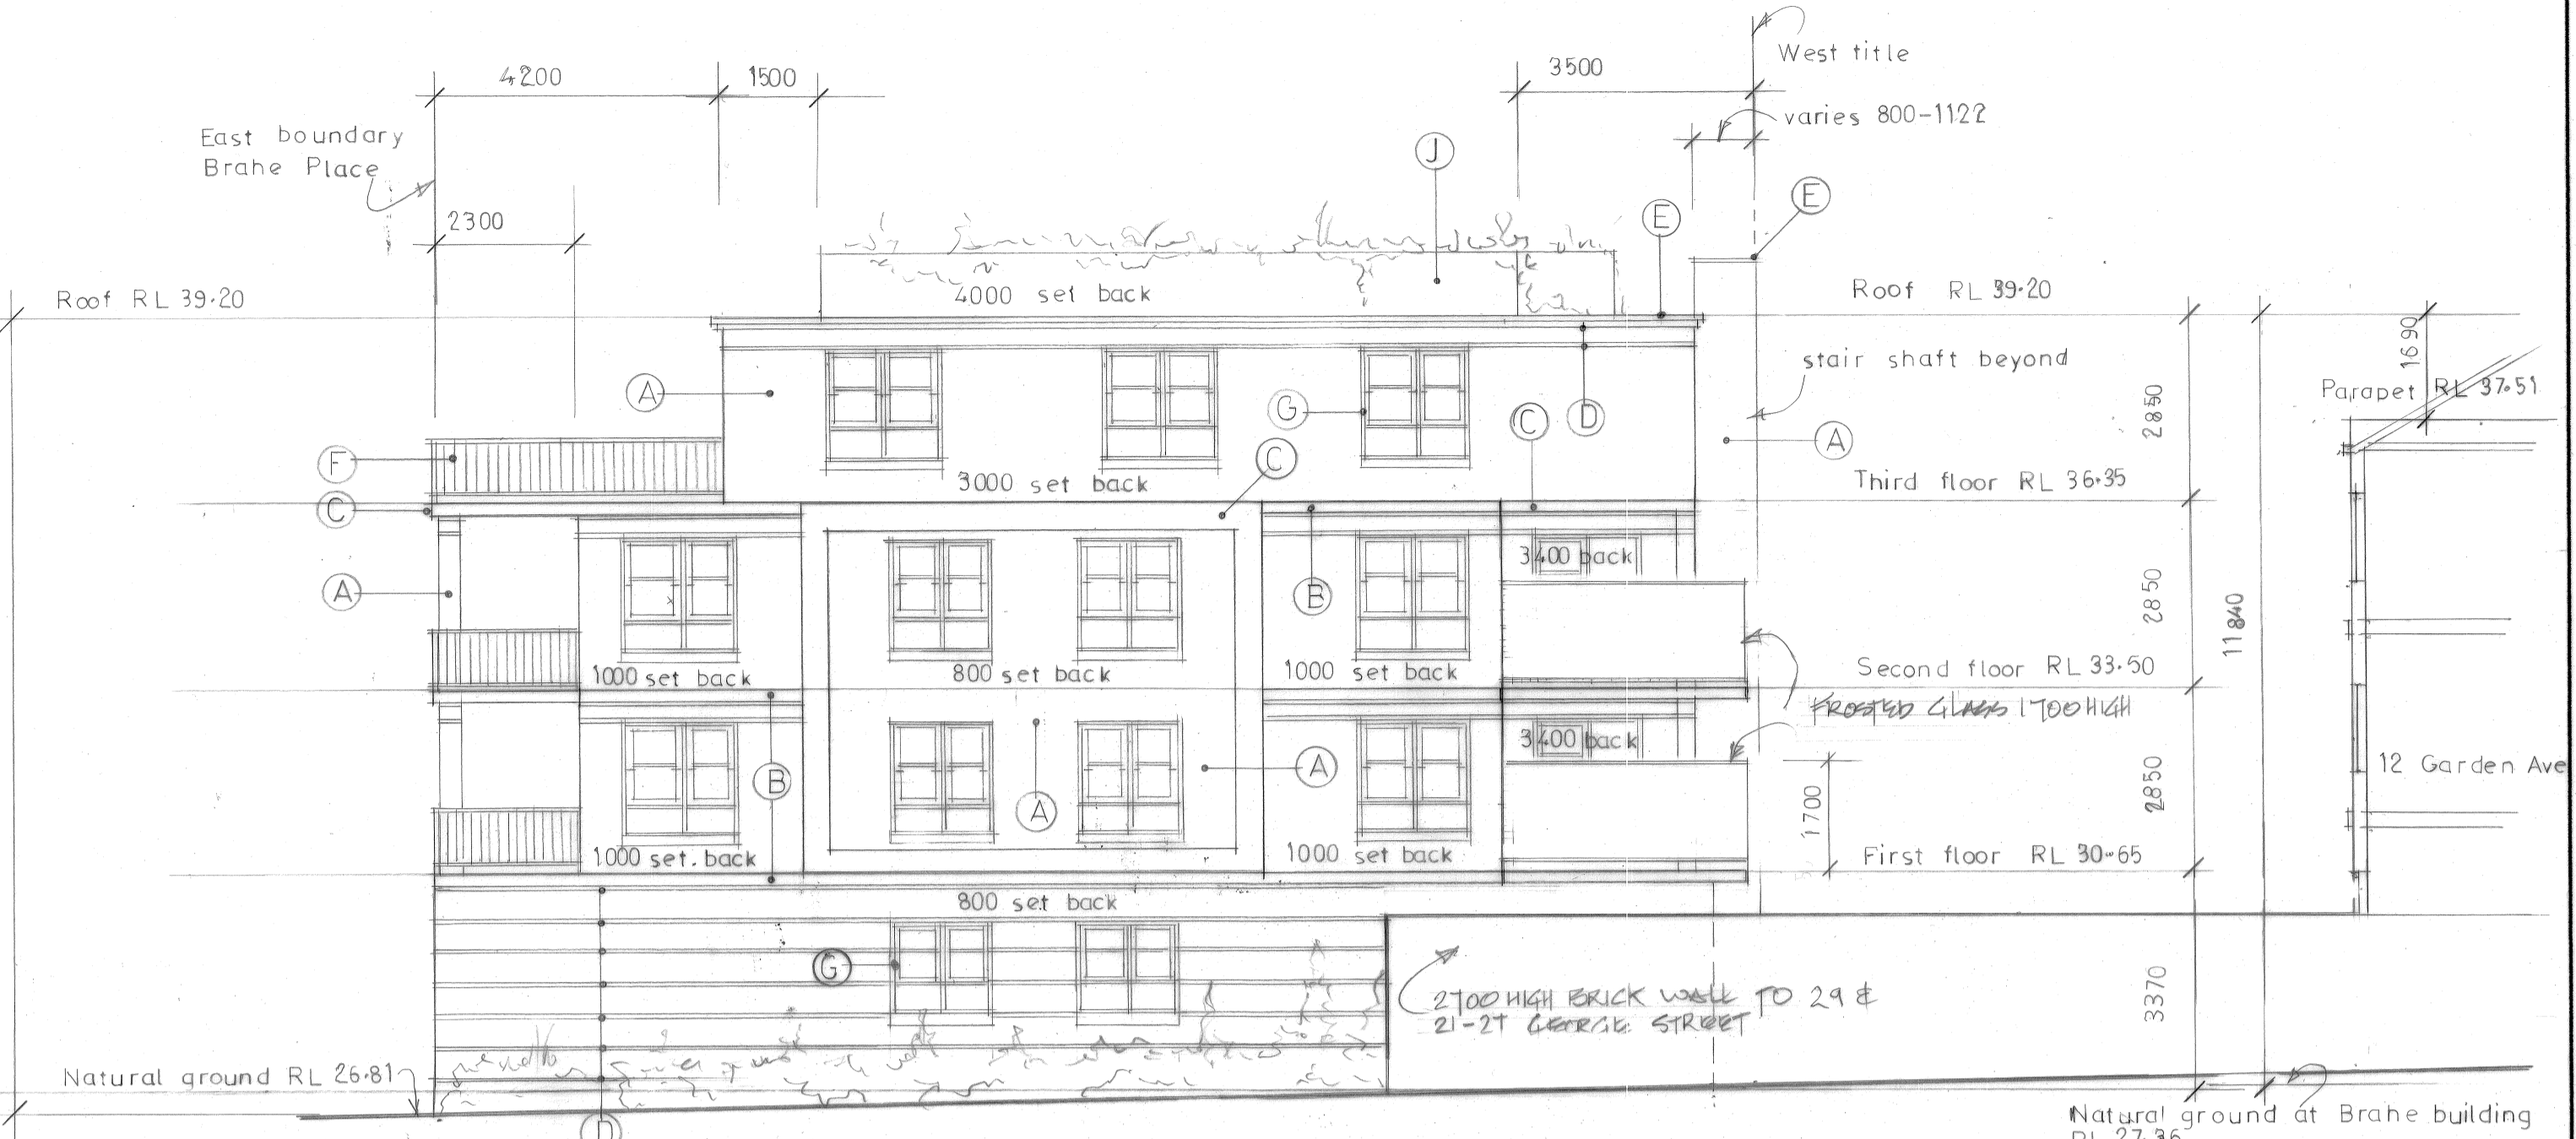 West title
4200
1500
3500
varies 800-1122
East boundary
Brahe Place
J
2300
E
E
Roof RL 39.20
4000 set back
Roof RL 39.20
1690
stair shaft beyond
Parapet RL 37.51
A
G
C
D
2850
A
F
C
3000 set back
Third floor RL 36.35
C
3400 back
A
B
2850
11840
1000 set back
800 set back
1000 set back
Second floor RL 33.50
FROSTED GLASS 1700 HIGH
3400 back
B
A
A
12 Garden Ave
2850
1700
1000 set back
1000 set back
First floor RL 30.65
800 set back
G
2700 HIGH BRICK WALL TO 29 &
21-27 GEORGE STREET
3370
Natural ground RL 26.81
Natural ground at Brahe building
RL 27.36
D